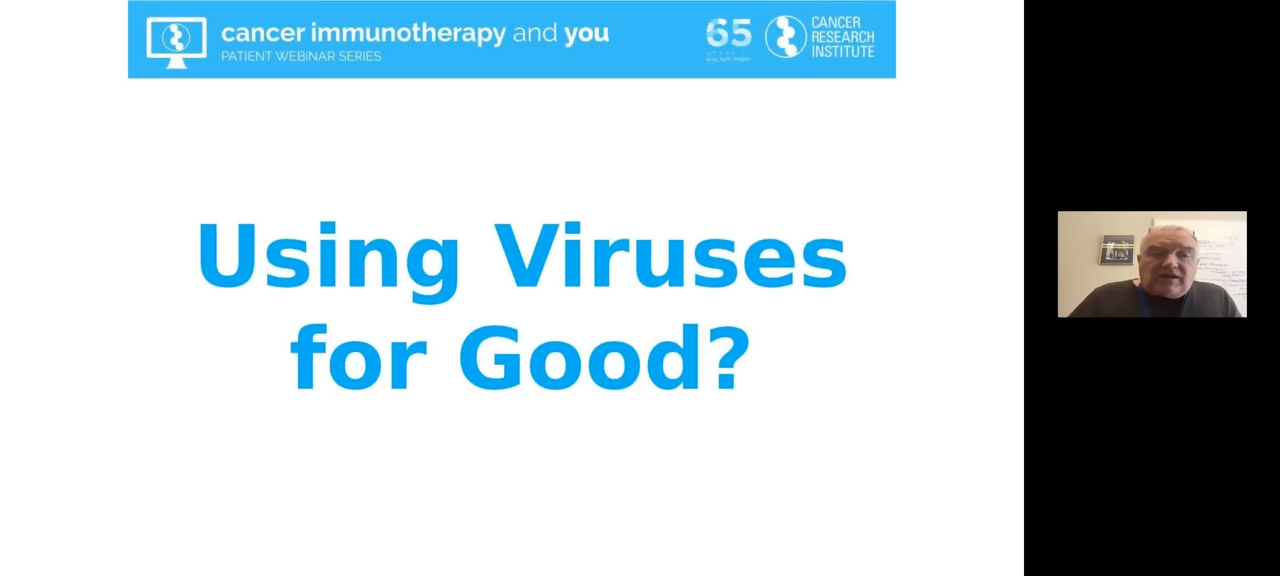 cancer immunotherapy and you
PATIENT WEBINAR SERIES
65
CANCER
RESEARCH
INSTITUTE
Using Viruses
for Good?